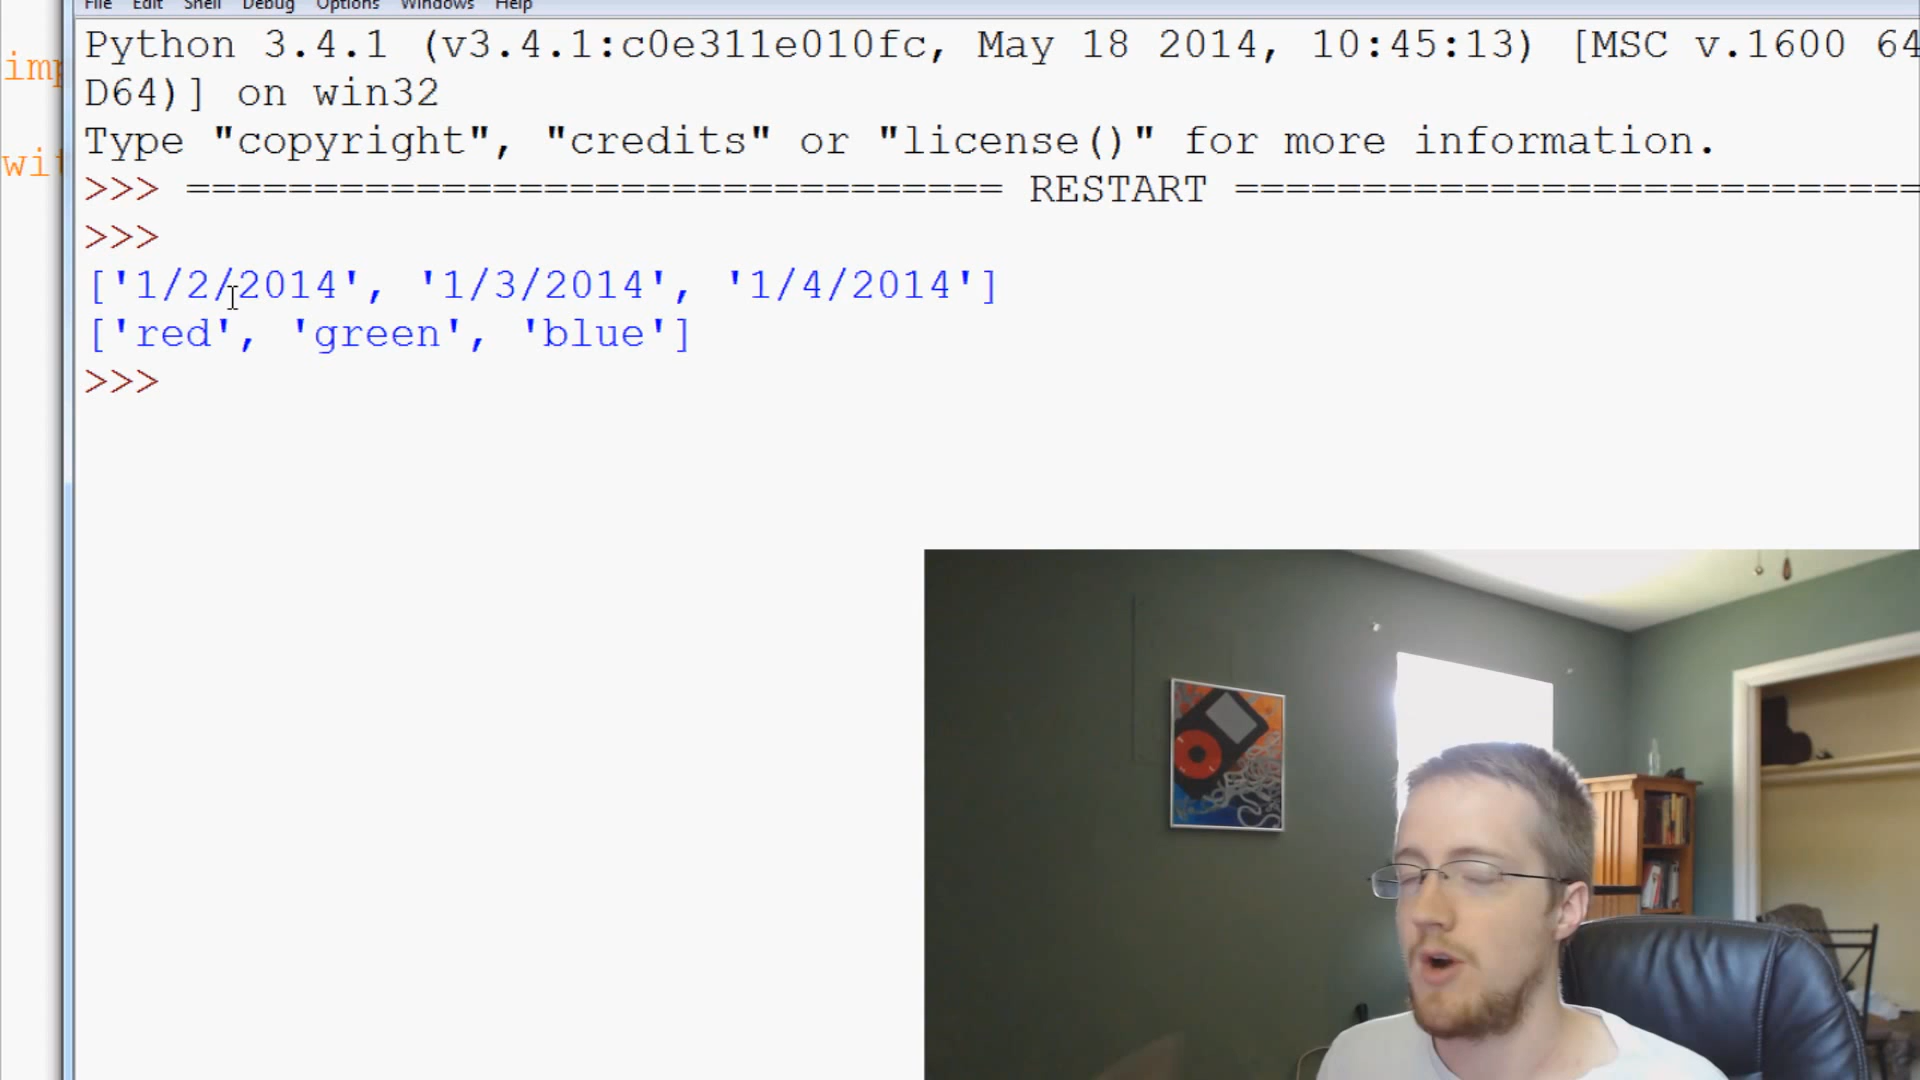 File Edit Shell Debug Options Windows Help
Python 3.4.1 (v3.4.1:c0e311e010fc, May 18 2014, 10:45:13) [MSC v.1600 64
D64)] on win32
Type "copyright", "credits" or "license()" for more information.
>>> ================================ RESTART ===========================
>>>
['1/2/2014', '1/3/2014', '1/4/2014']
['red', 'green', 'blue']
>>>
imp
wit